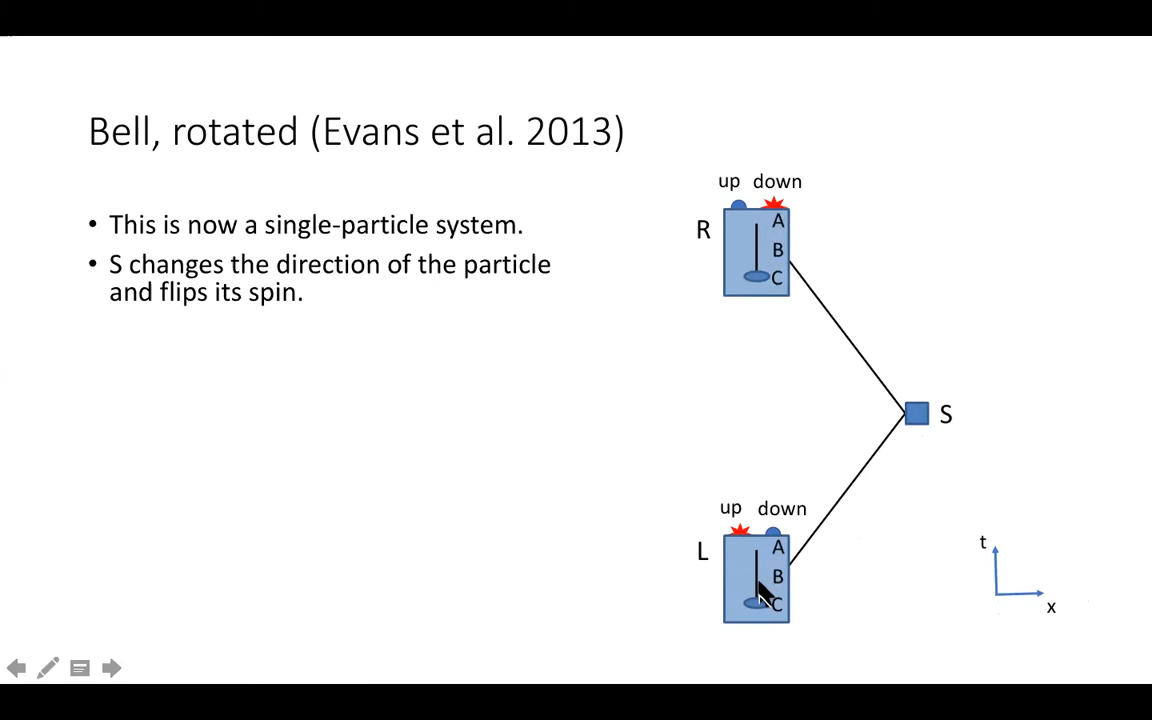 Bell, rotated (Evans et al. 2013)
• This is now a single-particle system.
• S changes the direction of the particle
and flips its spin.
up down
R
A
B
C
S
up down
L
A
B
C
t
x